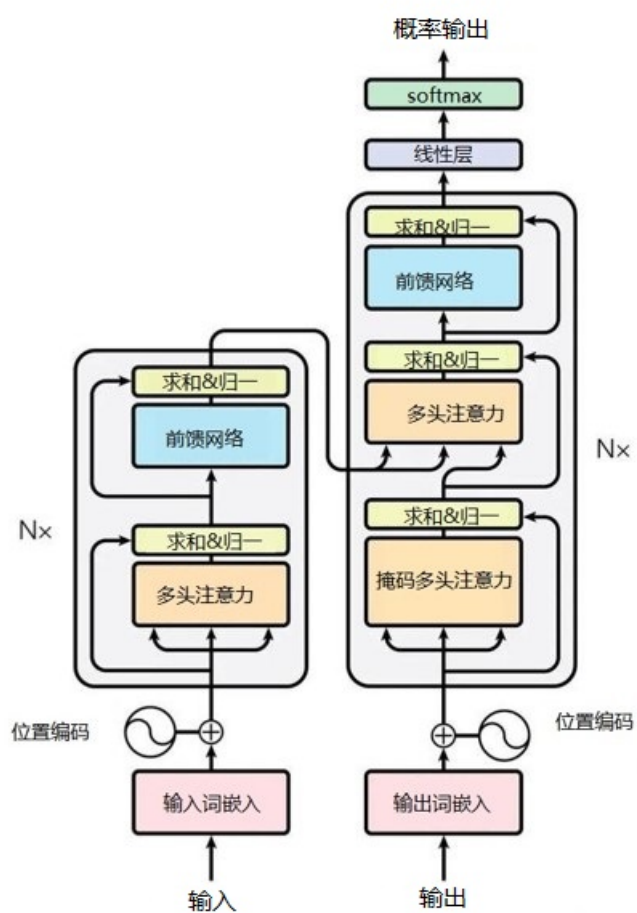 概率输出
softmax
线性层
求和&归一
前馈网络
求和&归一
多头注意力
求和&归一
掩码多头注意力
N×
求和&归一
前馈网络
求和&归一
多头注意力
N×
位置编码
位置编码
输入词嵌入
输出词嵌入
输入
输出